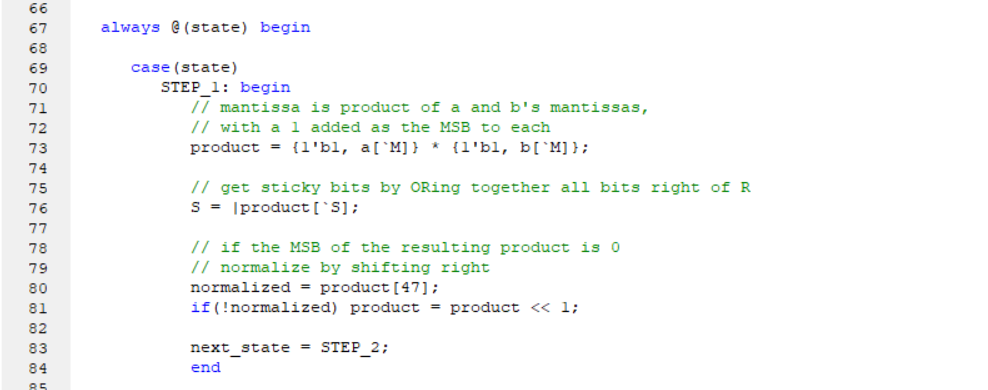 66
67 always @(state) begin
68
69 case(state)
70 STEP_1: begin
71 // mantissa is product of a and b's mantissas,
72 // with a 1 added as the MSB to each
73 product = {1'b1, a[`M]} * {1'b1, b[`M]};
74
75 // get sticky bits by ORing together all bits right of R
76 S = |product[`S];
77
78 // if the MSB of the resulting product is 0
79 // normalize by shifting right
80 normalized = product[47];
81 if(!normalized) product = product << 1;
82
83 next_state = STEP_2;
84 end
85